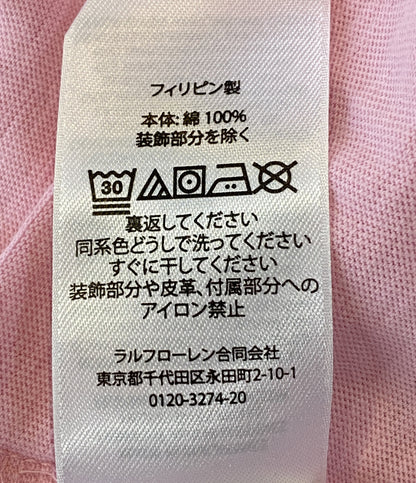 フィリピン製
本体: 綿 100%
装飾部分を除く
30
裏返してください
同系色どうしで洗ってください
すぐに干してください
装飾部分や皮革、付属部分への
アイロン禁止
ラルフローレン合同会社
東京都千代田区永田町2-10-1
0120-3274-20